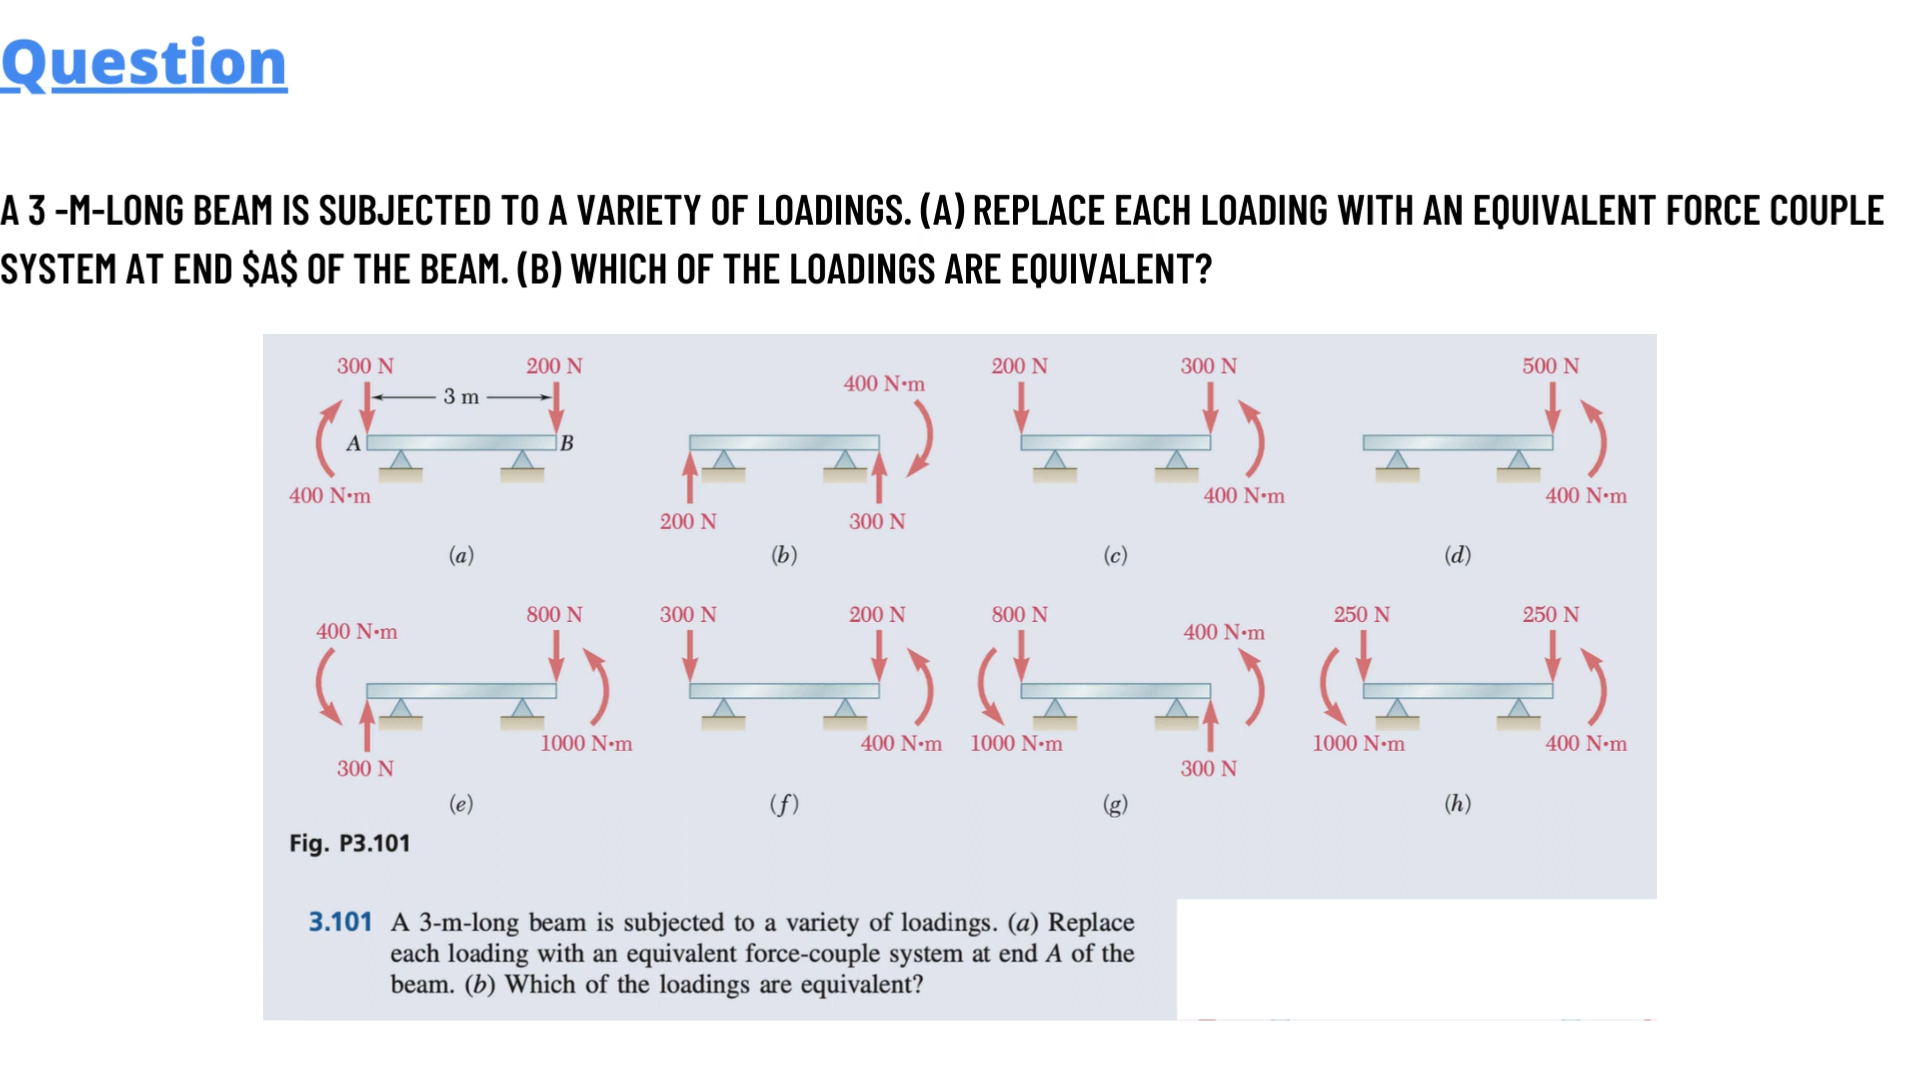 Question
A 3 -M-LONG BEAM IS SUBJECTED TO A VARIETY OF LOADINGS. (A) REPLACE EACH LOADING WITH AN EQUIVALENT FORCE COUPLE
SYSTEM AT END $A$ OF THE BEAM. (B) WHICH OF THE LOADINGS ARE EQUIVALENT?
300 N 200 N 200 N 300 N 500 N
400 N•m
3 m
A B
400 N•m 400 N•m 400 N•m
200 N 300 N
(a) (b) (c) (d)
800 N 300 N 200 N 800 N 250 N 250 N
400 N•m 400 N•m
1000 N•m 400 N•m 1000 N•m 1000 N•m 400 N•m
300 N 300 N
(e) (f) (g) (h)
Fig. P3.101
3.101 A 3-m-long beam is subjected to a variety of loadings. (a) Replace
each loading with an equivalent force-couple system at end A of the
beam. (b) Which of the loadings are equivalent?